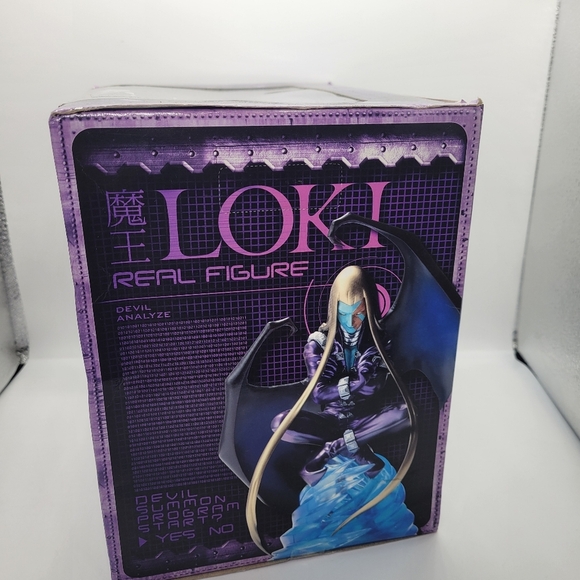 魔王
LOKI
REAL FIGURE
DEVIL
ANALYZE
DEVIL
SUMMON
PROGRAM
START?
▶ YES NO